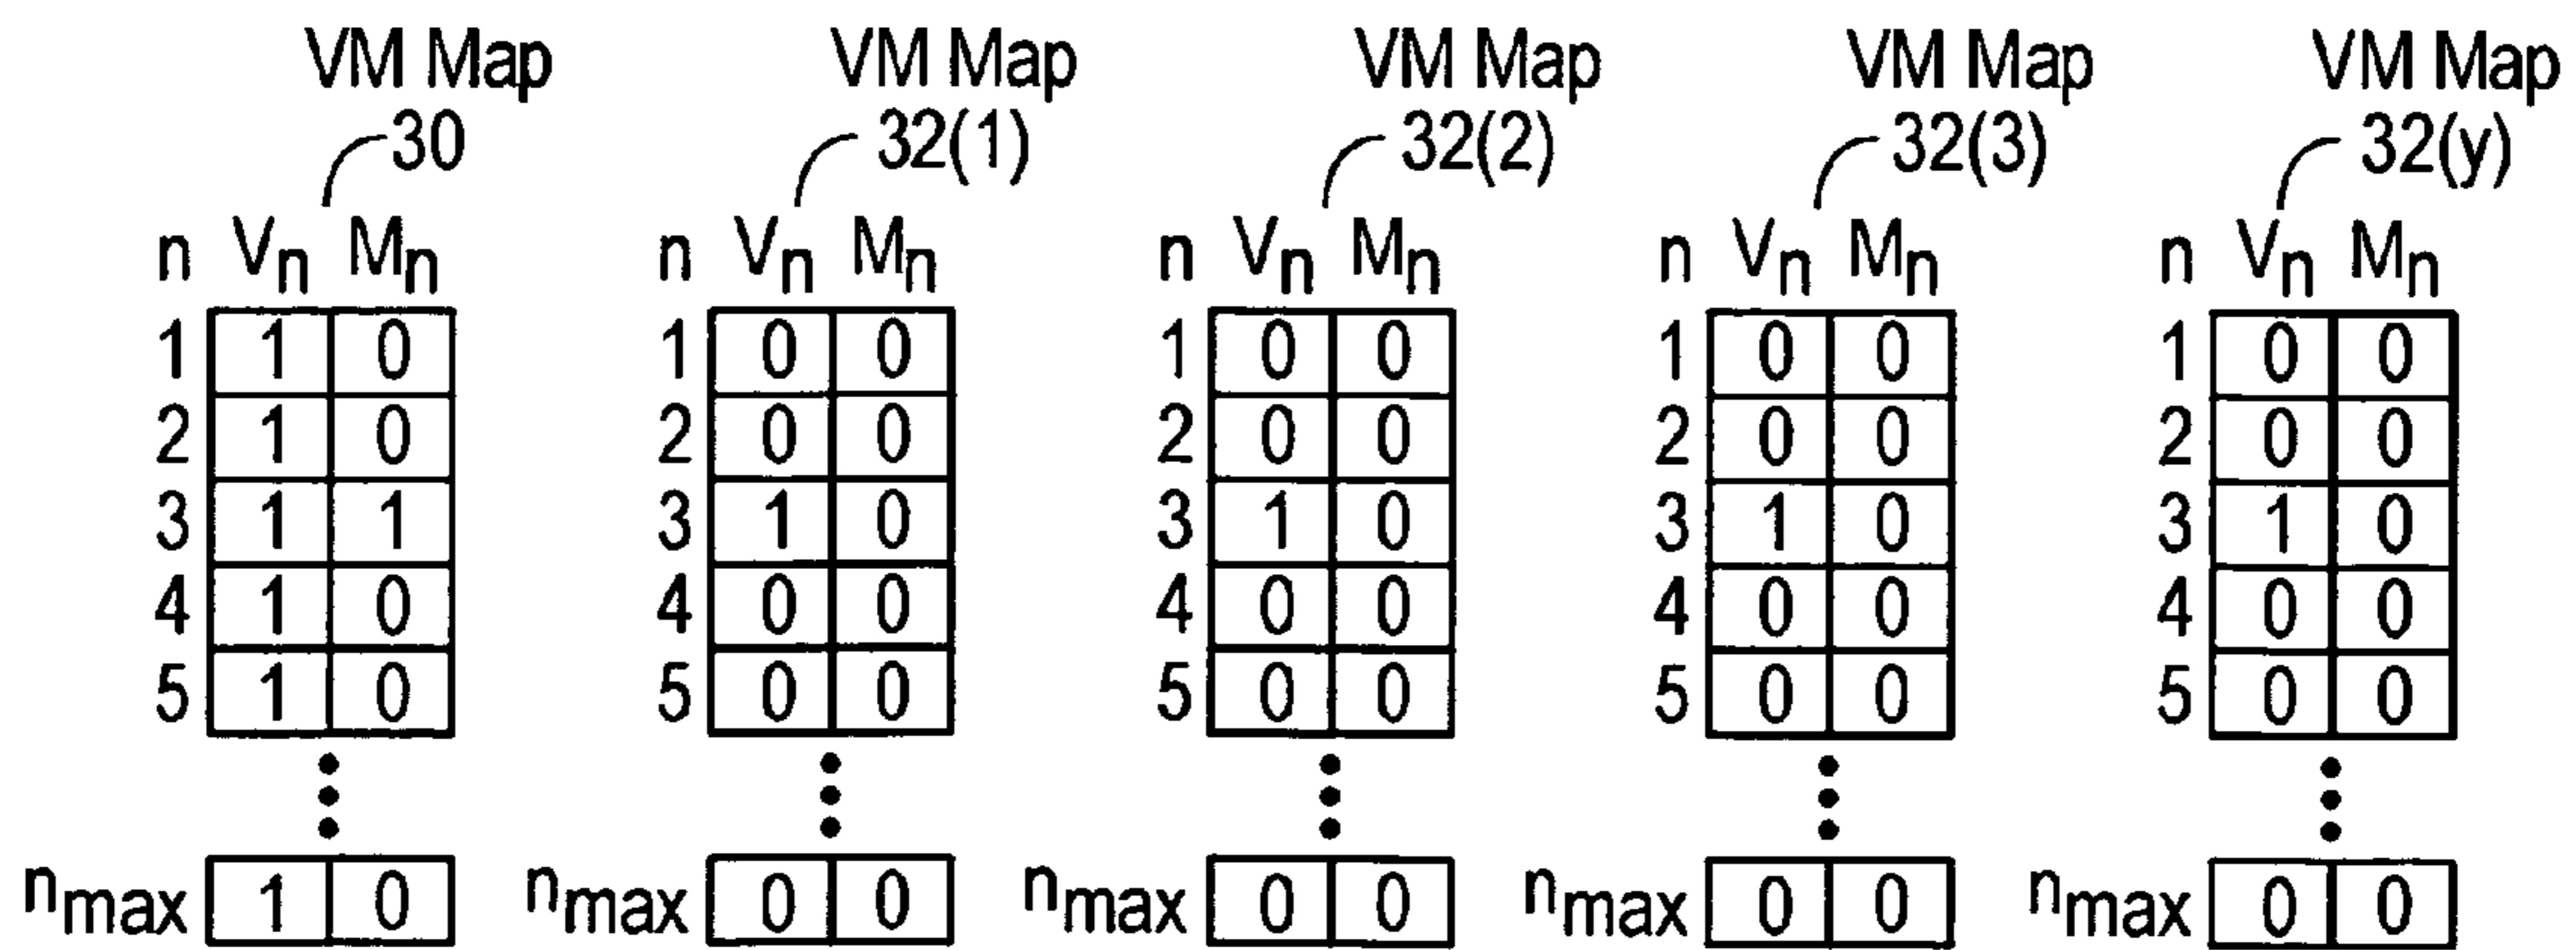 VM Map VM Map VM Map VM Map VM Map
30 32(1) 32(2) 32(3) 32(y)
n Vn Mn n Vn Mn n Vn Mn n Vn Mn n Vn Mn
1 1 0 1 0 0 1 0 0 1 0 0 1 0 0
2 1 0 2 0 0 2 0 0 2 0 0 2 0 0
3 1 1 3 1 0 3 1 0 3 1 0 3 1 0
4 1 0 4 0 0 4 0 0 4 0 0 4 0 0
5 1 0 5 0 0 5 0 0 5 0 0 5 0 0
nmax 1 0 nmax 0 0 nmax 0 0 nmax 0 0 nmax 0 0